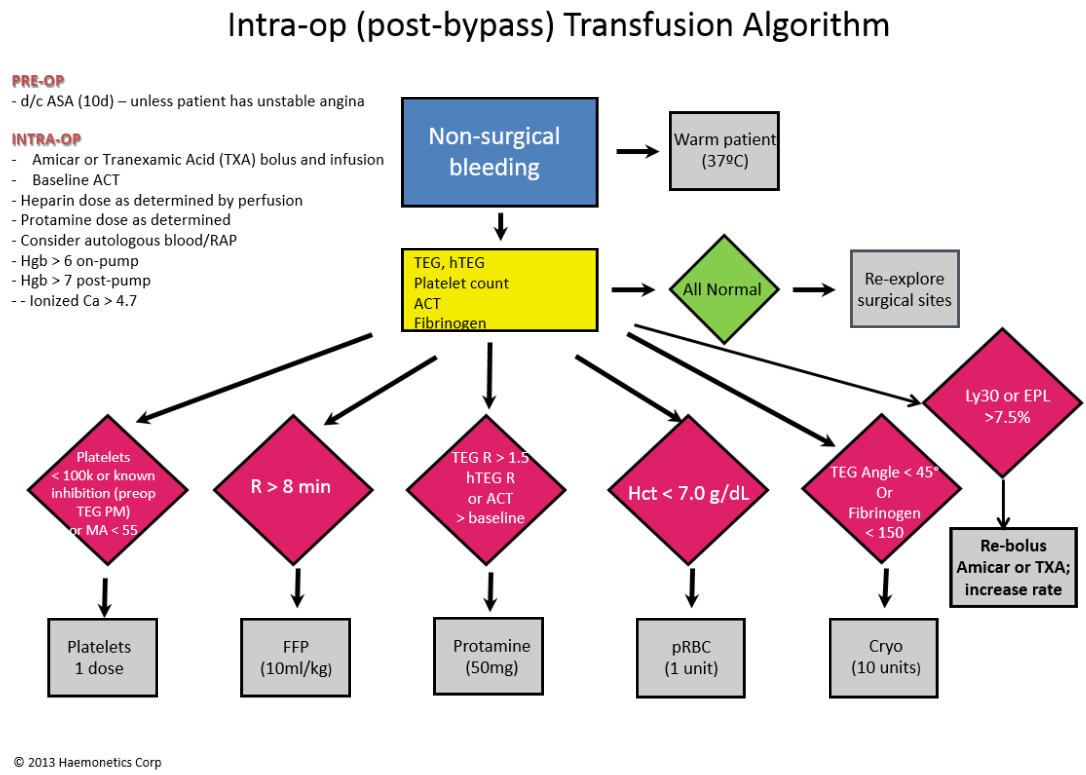 Intra-op (post-bypass) Transfusion Algorithm
PRE-OP
- d/c ASA (10d) – unless patient has unstable angina
INTRA-OP
- Amicar or Tranexamic Acid (TXA) bolus and infusion
- Baseline ACT
- Heparin dose as determined by perfusion
- Protamine dose as determined
- Consider autologous blood/RAP
- Hgb > 6 on-pump
- Hgb > 7 post-pump
- - Ionized Ca > 4.7
Non-surgical
bleeding
Warm patient
(37ºC)
TEG, hTEG
Platelet count
ACT
Fibrinogen
All Normal
Re-explore
surgical sites
Ly30 or EPL
>7.5%
Platelets
< 100k or known
inhibition (preop
TEG PM)
or MA < 55
R > 8 min
TEG R > 1.5
hTEG R
or ACT
> baseline
Hct < 7.0 g/dL
TEG Angle < 45°
Or
Fibrinogen
< 150
Re-bolus
Amicar or TXA;
increase rate
Platelets
1 dose
FFP
(10ml/kg)
Protamine
(50mg)
pRBC
(1 unit)
Cryo
(10 units)
© 2013 Haemonetics Corp